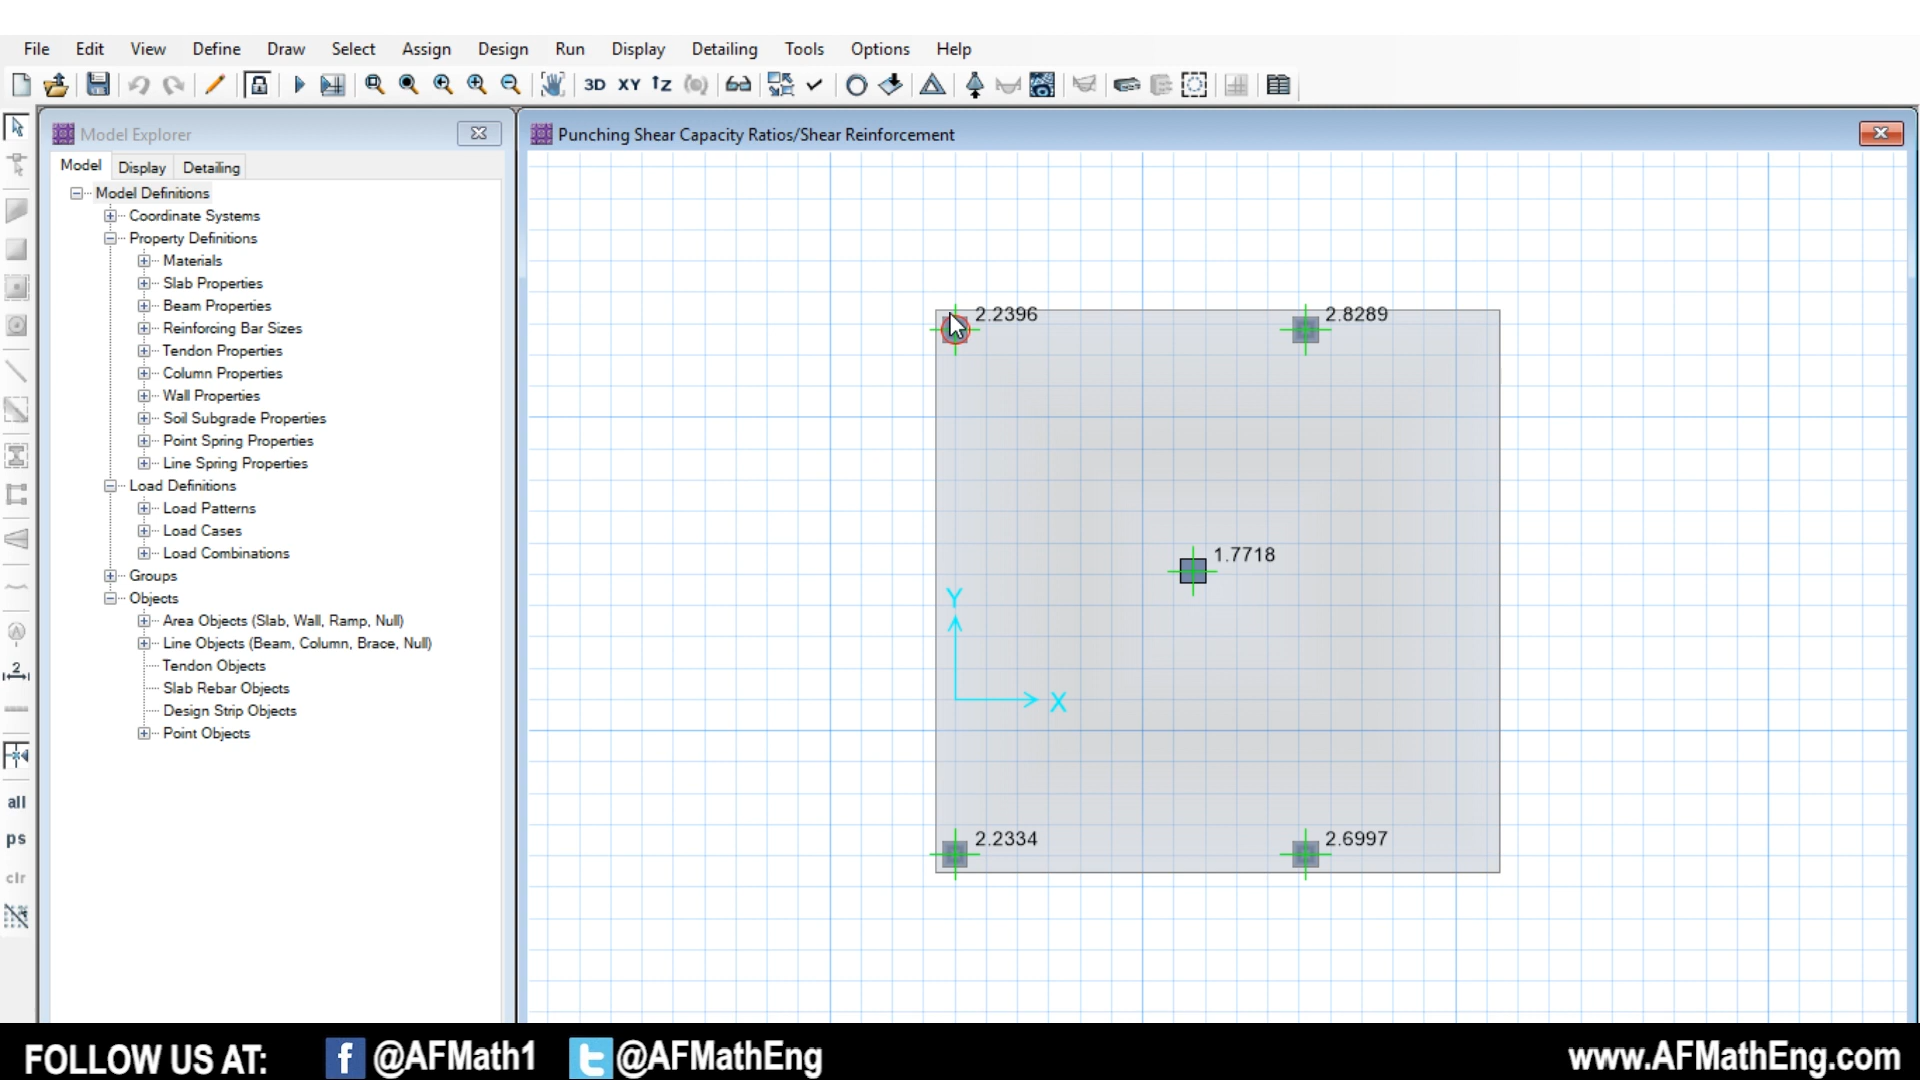 File Edit View Define Draw Select Assign Design Run Display Detailing Tools Options Help
3D XY
Model Explorer
Punching Shear Capacity Ratios/Shear Reinforcement
Model Display Detailing
Model Definitions
Coordinate Systems
Property Definitions
Materials
Slab Properties
Beam Properties
Reinforcing Bar Sizes
Tendon Properties
Column Properties
Wall Properties
Soil Subgrade Properties
Point Spring Properties
Line Spring Properties
Load Definitions
Load Patterns
Load Cases
Load Combinations
Groups
Objects
Area Objects (Slab, Wall, Ramp, Null)
Line Objects (Beam, Column, Brace, Null)
Tendon Objects
Slab Rebar Objects
Design Strip Objects
Point Objects
2
all
ps
clr
2.2396 2.8289
1.7718
Y
X
2.2334 2.6997
FOLLOW US AT: f @AFMath1 t @AFMathEng www.AFMathEng.com